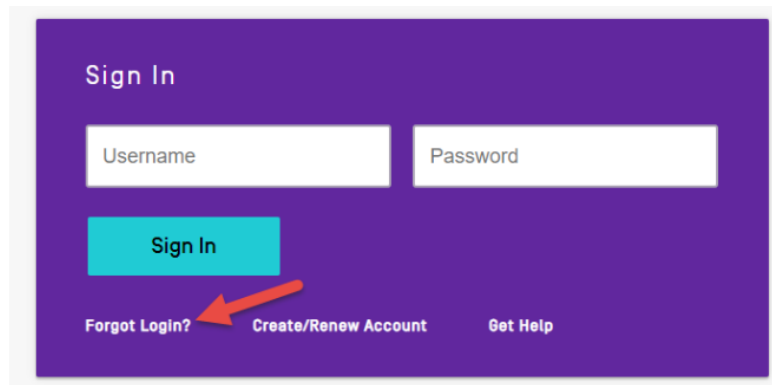 Sign In
Username Password
Sign In
Forgot Login? Create/Renew Account Get Help